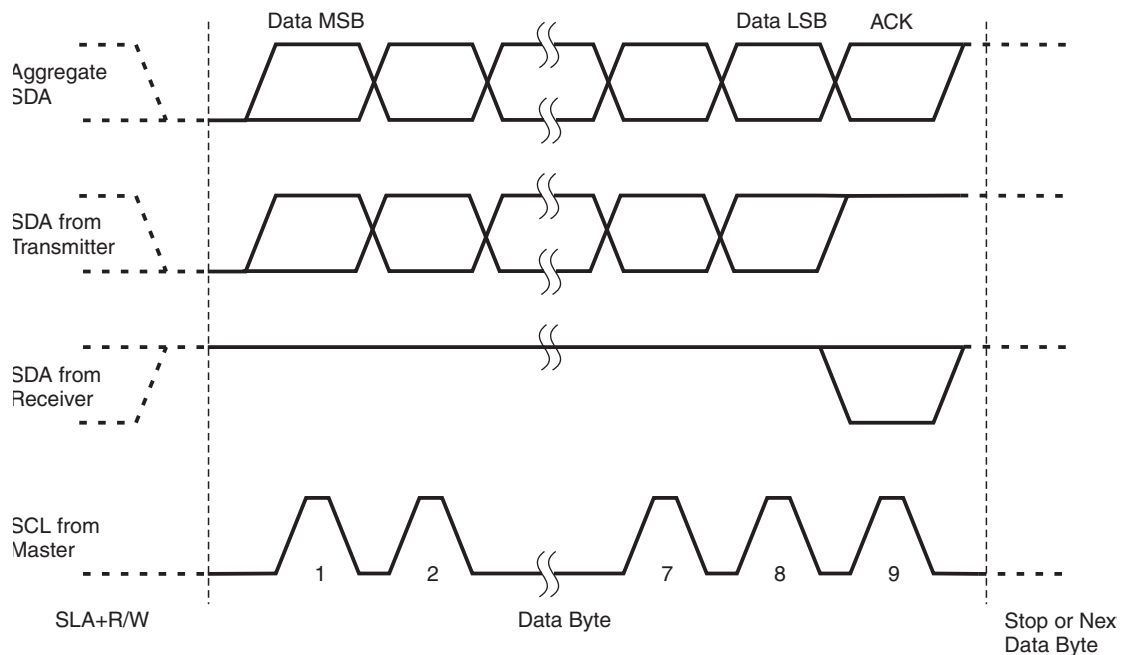 Data MSB
Data LSB
ACK
Aggregate
SDA
SDA from
Transmitter
SDA from
Receiver
SCL from
Master
1
2
7
8
9
SLA+R/W
Data Byte
Stop or Nex
Data Byte